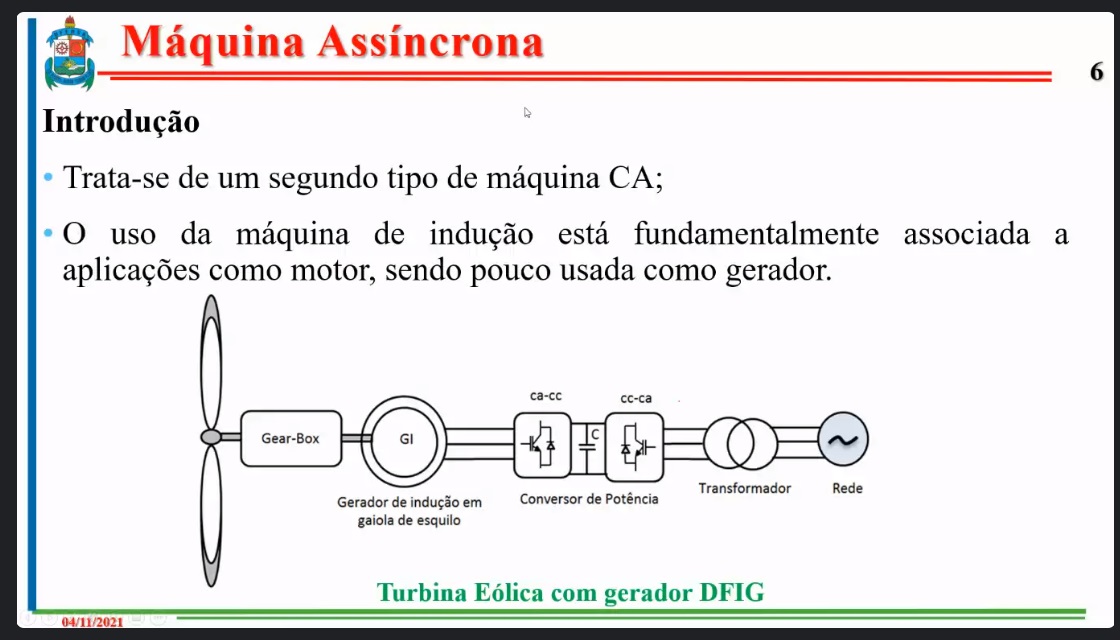 Máquina Assíncrona
6
Introdução
• Trata-se de um segundo tipo de máquina CA;
• O uso da máquina de indução está fundamentalmente associada a
aplicações como motor, sendo pouco usada como gerador.
ca-cc
cc-ca
Gear-Box
GI
C
Gerador de indução em
gaiola de esquilo
Conversor de Potência
Transformador
Rede
Turbina Eólica com gerador DFIG
04/11/2021